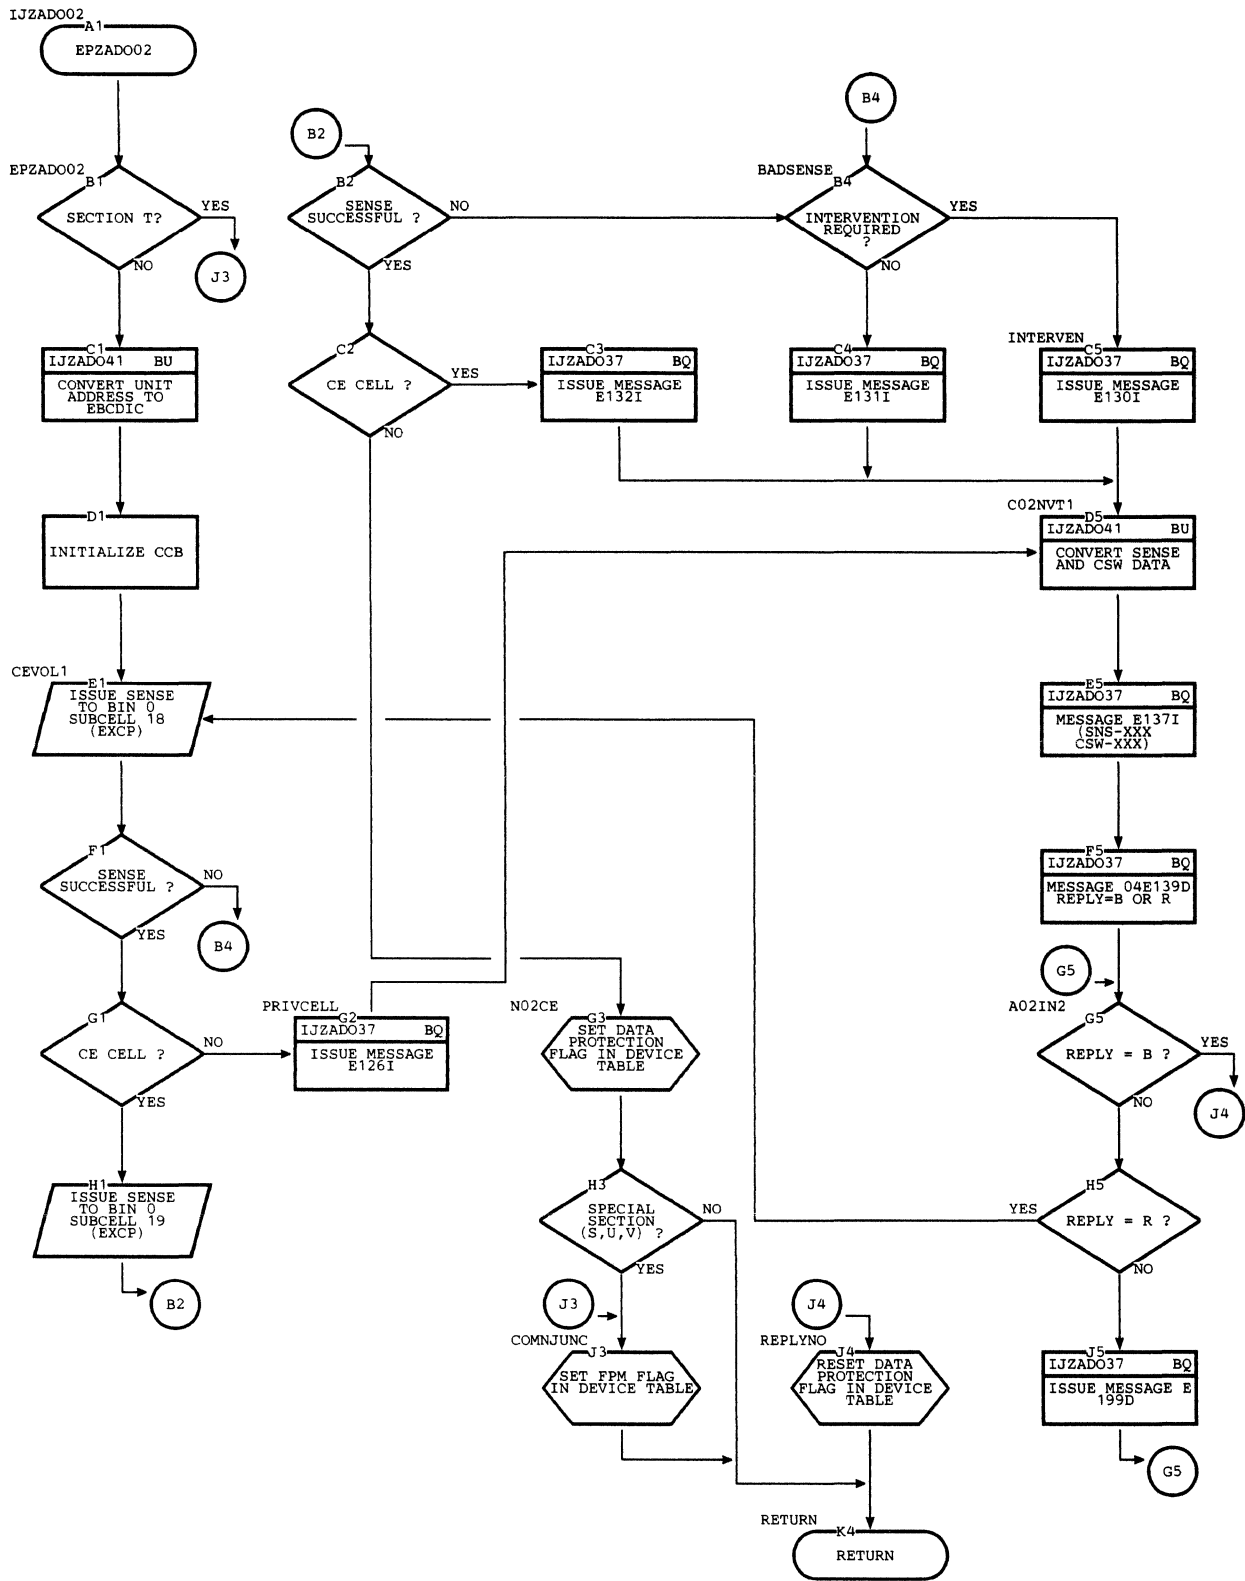 IJZADO02
A1
EPZADO02
B4
B2
EPZADO02
B1
SECTION T?
YES
NO
J3
B2
SENSE
SUCCESSFUL ?
NO
YES
BADSENSE
B4
INTERVENTION
REQUIRED
?
YES
NO
C1
IJZADO41 BU
CONVERT UNIT
ADDRESS TO
EBCDIC
C2
CE CELL ?
YES
NO
C3
IJZADO37 BQ
ISSUE MESSAGE
E132I
C4
IJZADO37 BQ
ISSUE MESSAGE
E131I
INTERVEN
C5
IJZADO37 BQ
ISSUE MESSAGE
E130I
D1
INITIALIZE CCB
C02NVT1
D5
IJZADO41 BU
CONVERT SENSE
AND CSW DATA
CEVOL1
E1
ISSUE SENSE
TO BIN 0
SUBCELL 18
(EXCP)
E5
IJZADO37 BQ
MESSAGE E137I
(SNS-XXX
CSW-XXX)
F1
SENSE
SUCCESSFUL ?
NO
YES
B4
F5
IJZADO37 BQ
MESSAGE 04E139D
REPLY=B OR R
G5
G1
CE CELL ?
NO
YES
PRIVCELL
G2
IJZADO37 BQ
ISSUE MESSAGE
E126I
N02CE
G3
SET DATA
PROTECTION
FLAG IN DEVICE
TABLE
A02IN2
G5
REPLY = B ?
YES
NO
J4
H1
ISSUE SENSE
TO BIN 0
SUBCELL 19
(EXCP)
B2
H3
SPECIAL
SECTION
(S,U,V) ?
NO
YES
H5
REPLY = R ?
YES
NO
J3
COMNJUNC
J3
SET FPM FLAG
IN DEVICE TABLE
J4
REPLYNO
J4
RESET DATA
PROTECTION
FLAG IN DEVICE
TABLE
J5
IJZADO37 BQ
ISSUE MESSAGE E
199D
G5
RETURN
K4
RETURN